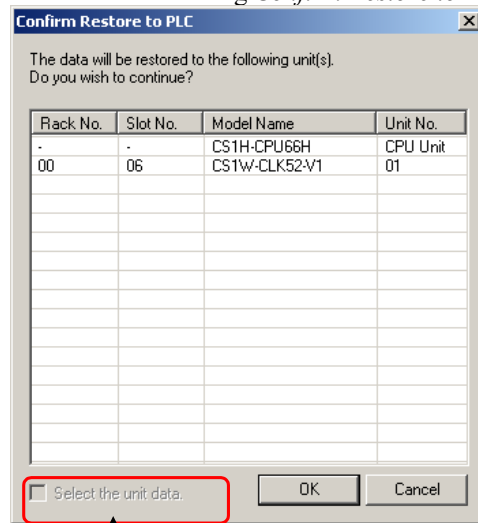 Confirm Restore to PLC
The data will be restored to the following unit(s).
Do you wish to continue?
Rack No. Slot No. Model Name Unit No.
- - CS1H-CPU66H CPU Unit
00 06 CS1W-CLK52-V1 01
Select the unit data. OK Cancel